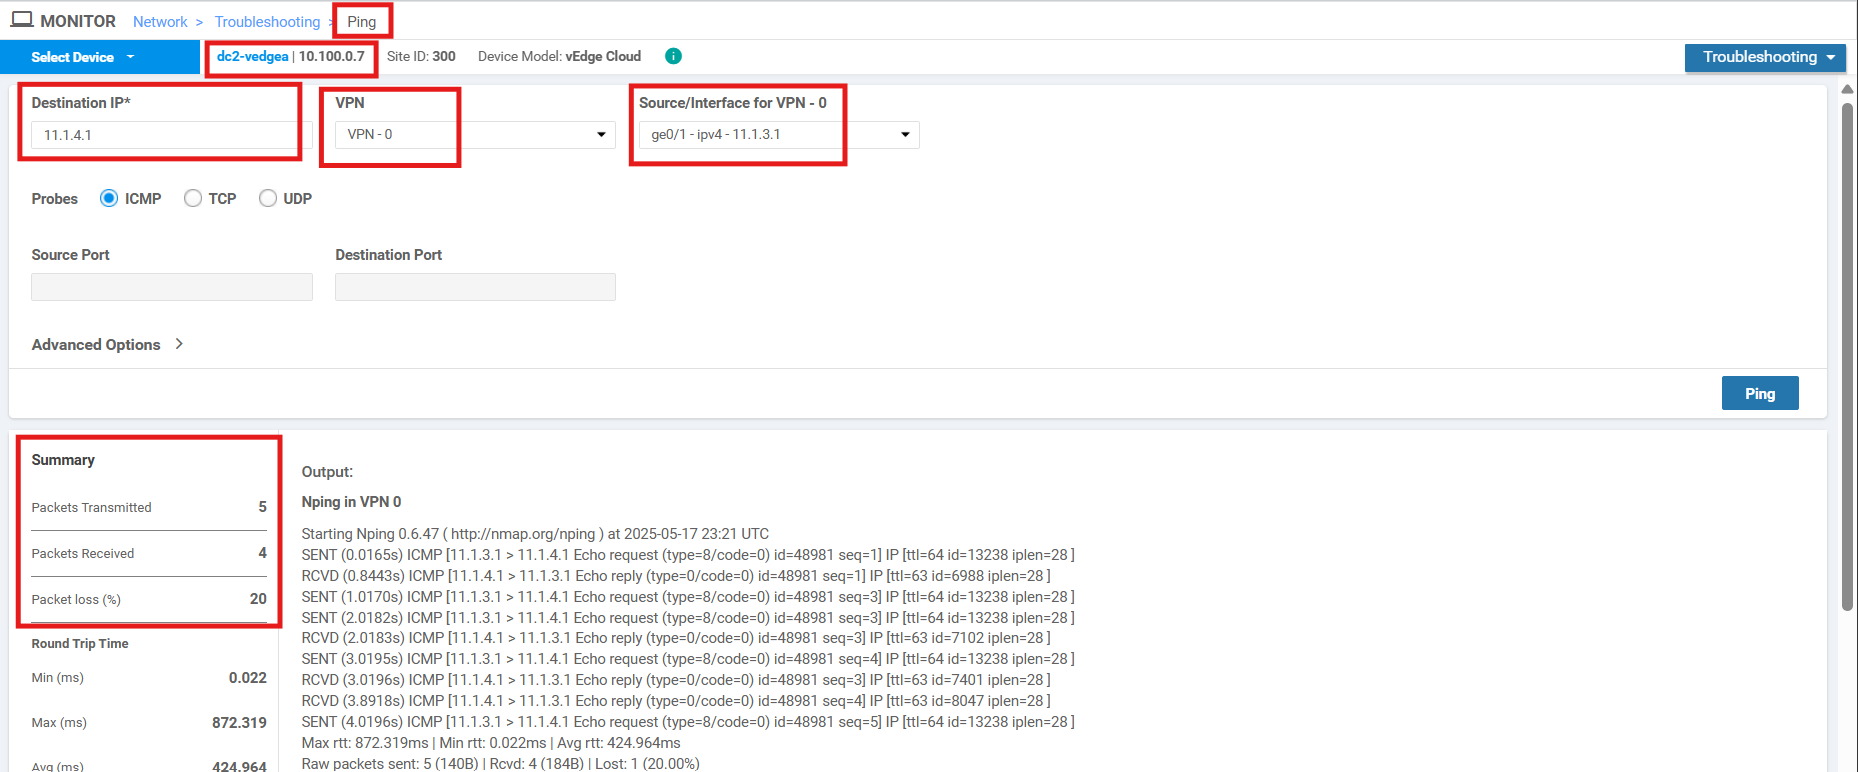 MONITOR Network > Troubleshooting > Ping
Select Device dc2-vedgea | 10.100.0.7 Site ID: 300 Device Model: vEdge Cloud i Troubleshooting
Destination IP* VPN Source/Interface for VPN - 0
11.1.4.1 VPN - 0 ge0/1 - ipv4 - 11.1.3.1
Probes ICMP TCP UDP
Source Port Destination Port
Advanced Options >
Ping
Summary
Packets Transmitted 5
Packets Received 4
Packet loss (%) 20
Round Trip Time
Min (ms) 0.022
Max (ms) 872.319
Avg (ms) 424.964
Output:
Nping in VPN 0
Starting Nping 0.6.47 ( http://nmap.org/nping ) at 2025-05-17 23:21 UTC
SENT (0.0165s) ICMP [11.1.3.1 > 11.1.4.1 Echo request (type=8/code=0) id=48981 seq=1] IP [ttl=64 id=13238 iplen=28 ]
RCVD (0.8443s) ICMP [11.1.4.1 > 11.1.3.1 Echo reply (type=0/code=0) id=48981 seq=1] IP [ttl=63 id=6988 iplen=28 ]
SENT (1.0170s) ICMP [11.1.3.1 > 11.1.4.1 Echo request (type=8/code=0) id=48981 seq=3] IP [ttl=64 id=13238 iplen=28 ]
SENT (2.0182s) ICMP [11.1.3.1 > 11.1.4.1 Echo request (type=8/code=0) id=48981 seq=3] IP [ttl=64 id=13238 iplen=28 ]
RCVD (2.0183s) ICMP [11.1.4.1 > 11.1.3.1 Echo reply (type=0/code=0) id=48981 seq=3] IP [ttl=63 id=7102 iplen=28 ]
SENT (3.0195s) ICMP [11.1.3.1 > 11.1.4.1 Echo request (type=8/code=0) id=48981 seq=4] IP [ttl=64 id=13238 iplen=28 ]
RCVD (3.0196s) ICMP [11.1.4.1 > 11.1.3.1 Echo reply (type=0/code=0) id=48981 seq=3] IP [ttl=63 id=7401 iplen=28 ]
RCVD (3.8918s) ICMP [11.1.4.1 > 11.1.3.1 Echo reply (type=0/code=0) id=48981 seq=4] IP [ttl=63 id=8047 iplen=28 ]
SENT (4.0196s) ICMP [11.1.3.1 > 11.1.4.1 Echo request (type=8/code=0) id=48981 seq=5] IP [ttl=64 id=13238 iplen=28 ]
Max rtt: 872.319ms | Min rtt: 0.022ms | Avg rtt: 424.964ms
Raw packets sent: 5 (140B) | Rcvd: 4 (184B) | Lost: 1 (20.00%)